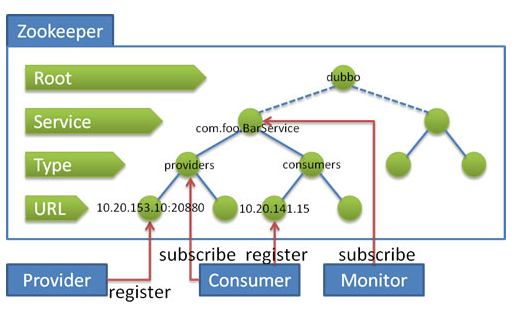 Zookeeper
Root
dubbo
Service
com.foo.BarService
Type
providers
consumers
URL
10.20.153.10:20880
10.20.141.15
subscribe
register
subscribe
Provider
Consumer
Monitor
register